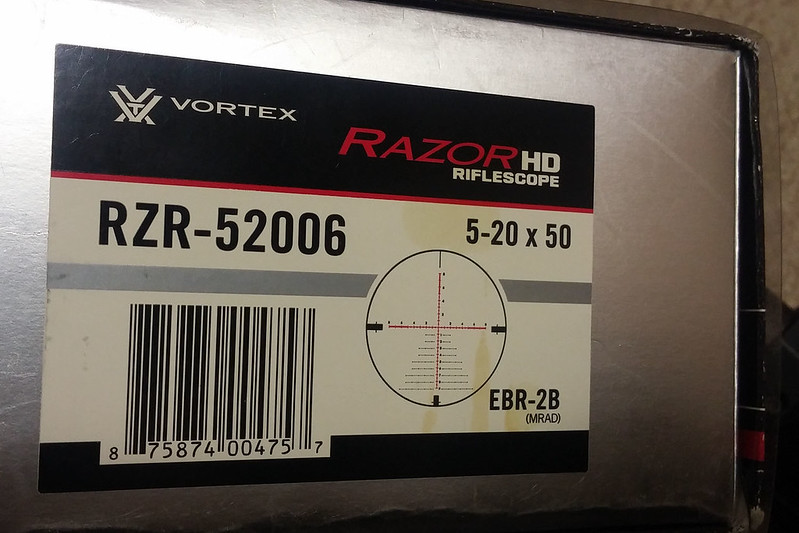 VORTEX
RAZOR HD
RIFLESCOPE
RZR-52006
5-20 x 50
EBR-2B
(MRAD)
8 75874 00475 7